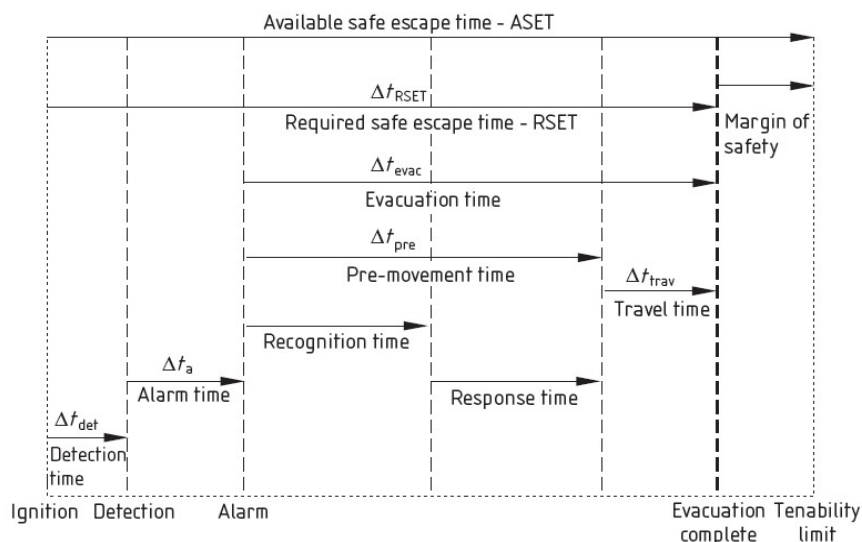 Available safe escape time - ASET
Δt_RSET
Required safe escape time - RSET
Margin of
safety
Δt_evac
Evacuation time
Δt_pre
Pre-movement time
Δt_trav
Travel time
Recognition time
Δt_a
Alarm time
Response time
Δt_det
Detection
time
Ignition Detection Alarm Evacuation Tenability
complete limit